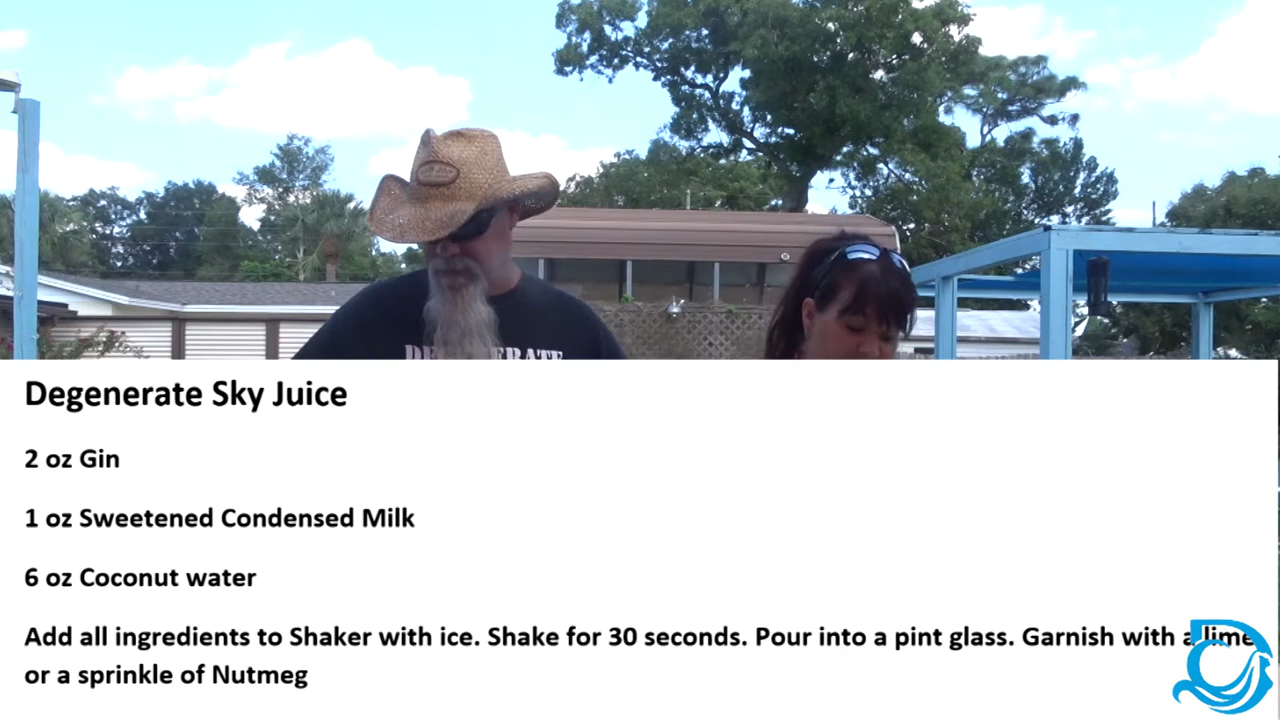 Degenerate Sky Juice
2 oz Gin
1 oz Sweetened Condensed Milk
6 oz Coconut water
Add all ingredients to Shaker with ice. Shake for 30 seconds. Pour into a pint glass. Garnish with a lime
or a sprinkle of Nutmeg